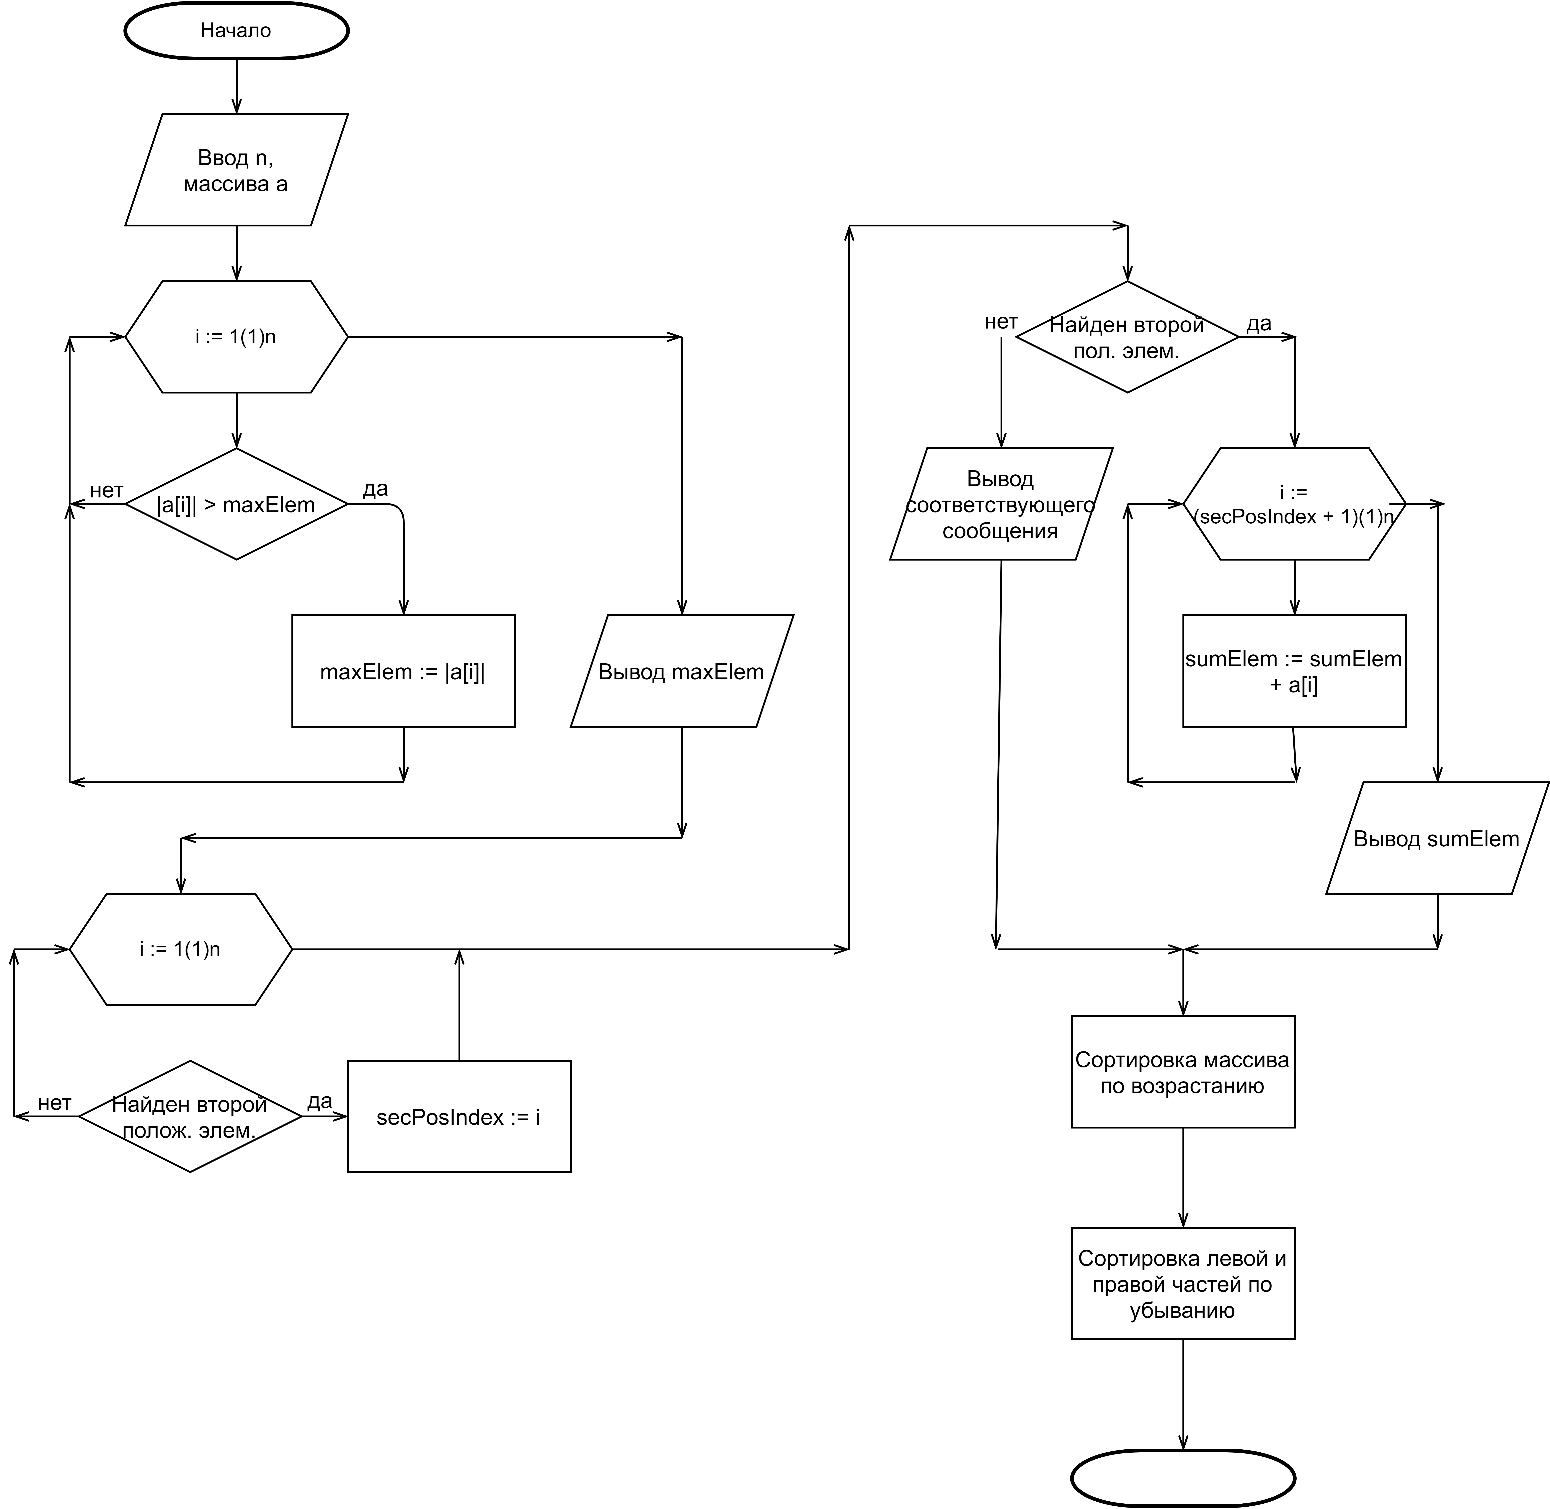 Начало
Ввод n,
массива a
i := 1(1)n
нет
|a[i]| > maxElem
да
maxElem := |a[i]|
Вывод maxElem
i := 1(1)n
нет
Найден второй
полож. элем.
да
secPosIndex := i
нет
Найден второй
пол. элем.
да
Вывод
соответствующего
сообщения
i :=
(secPosIndex + 1)(1)n
sumElem := sumElem
+ a[i]
Вывод sumElem
Сортировка массива
по возрастанию
Сортировка левой и
правой частей по
убыванию